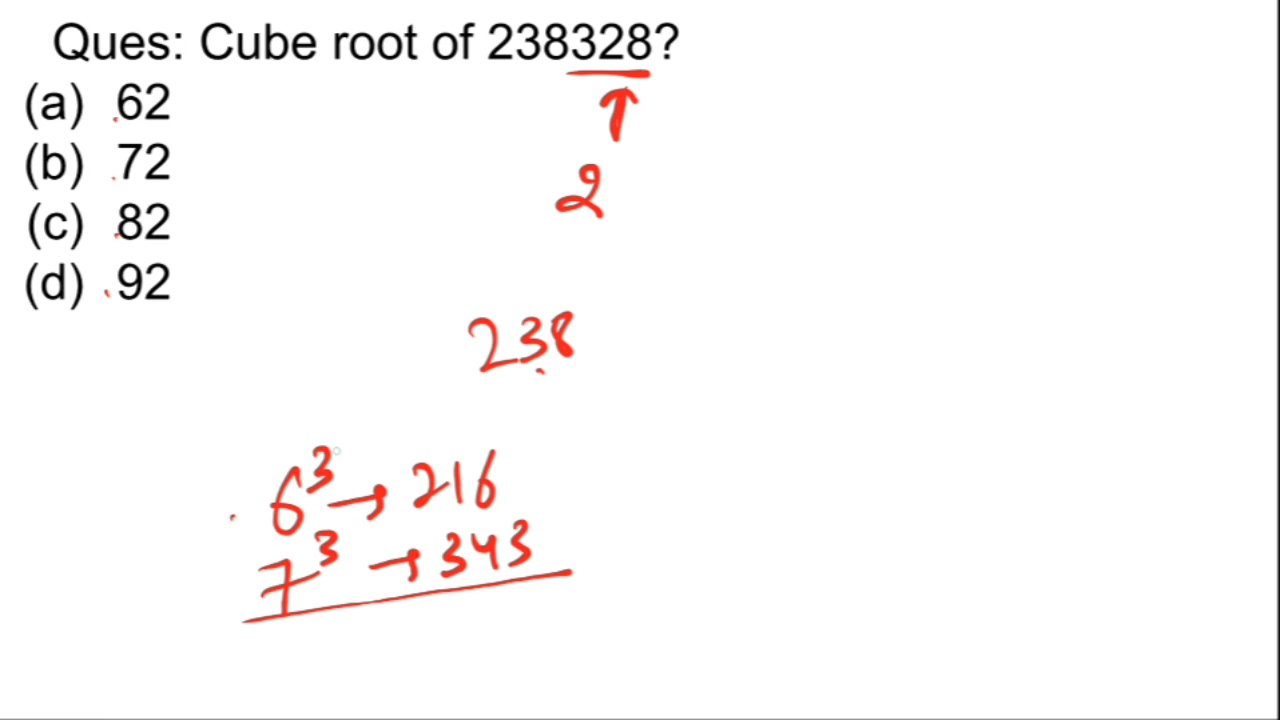 Ques: Cube root of 238328?
(a) 62
(b) 72
(c) 82
(d) 92
2
238
6³ → 216
7³ → 343